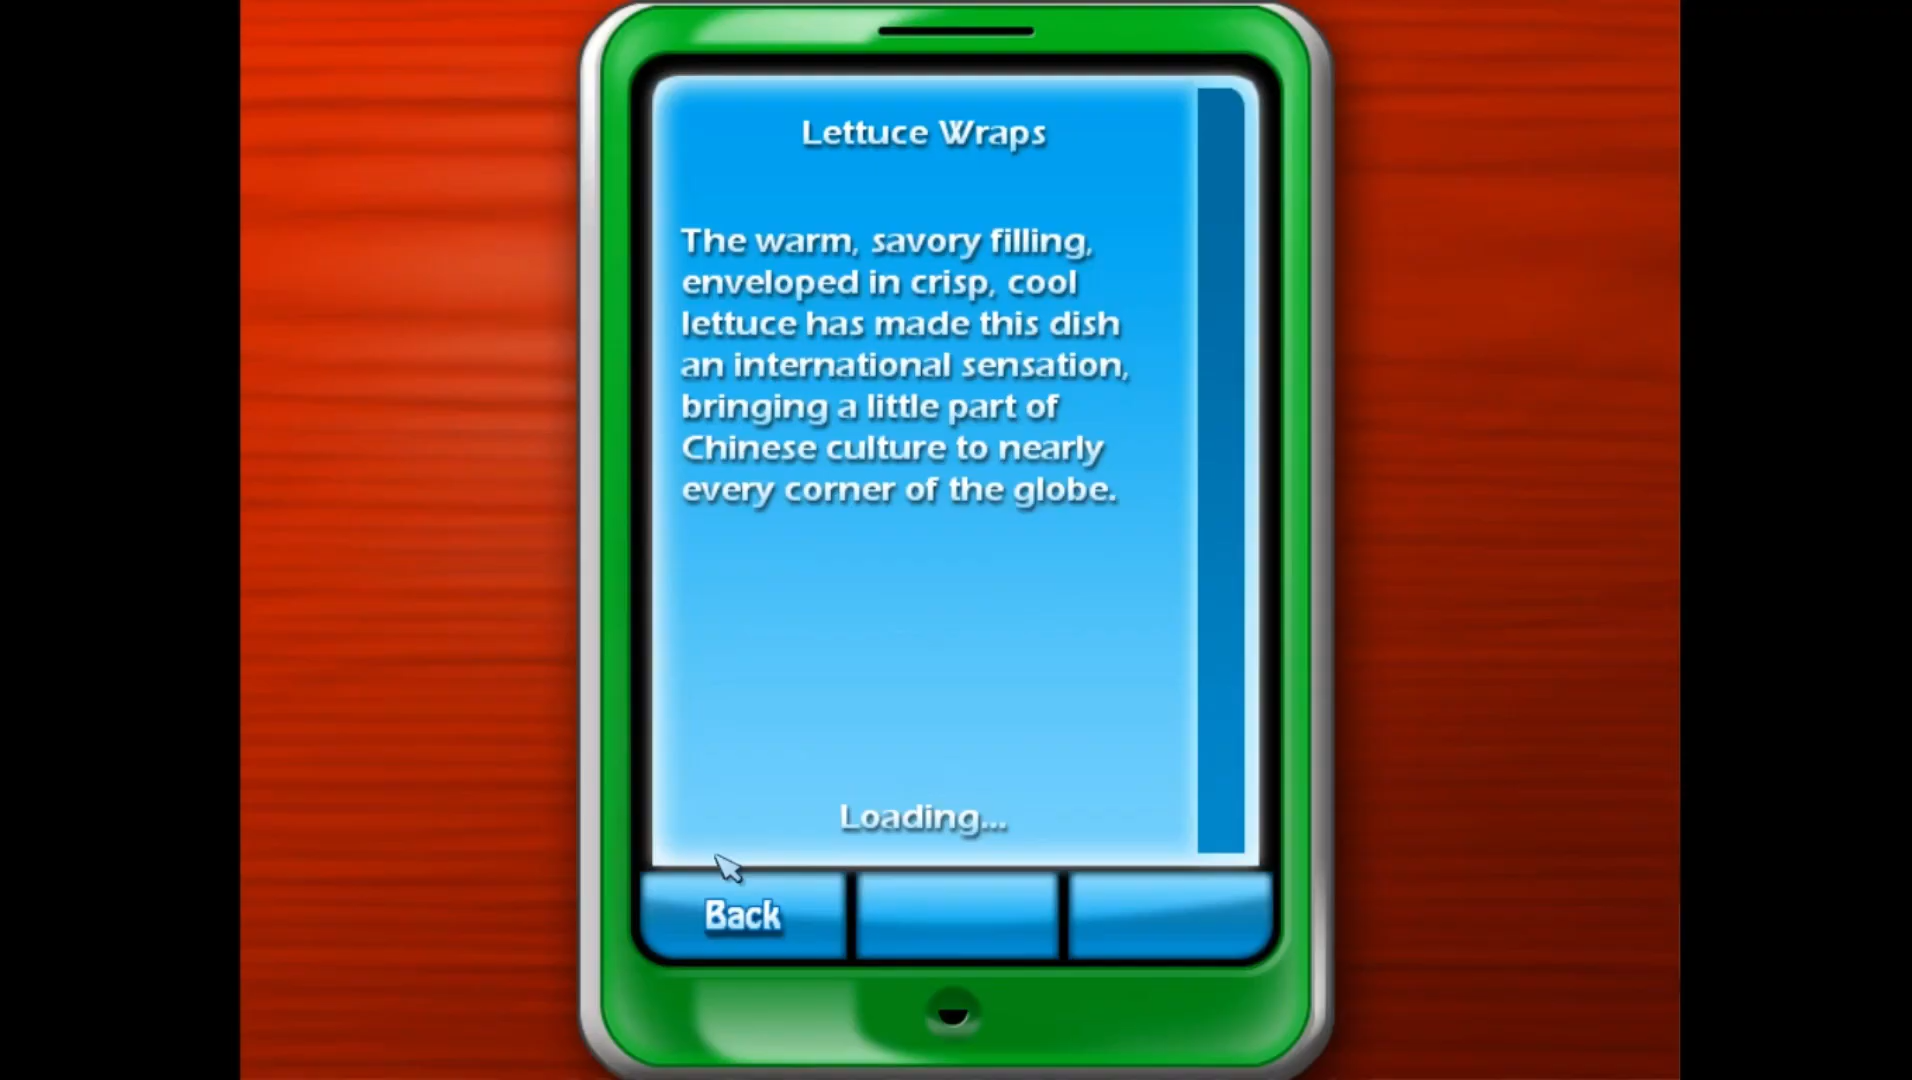 Lettuce Wraps
The warm, savory filling,
enveloped in crisp, cool
lettuce has made this dish
an international sensation,
bringing a little part of
Chinese culture to nearly
every corner of the globe.
Loading...
Back